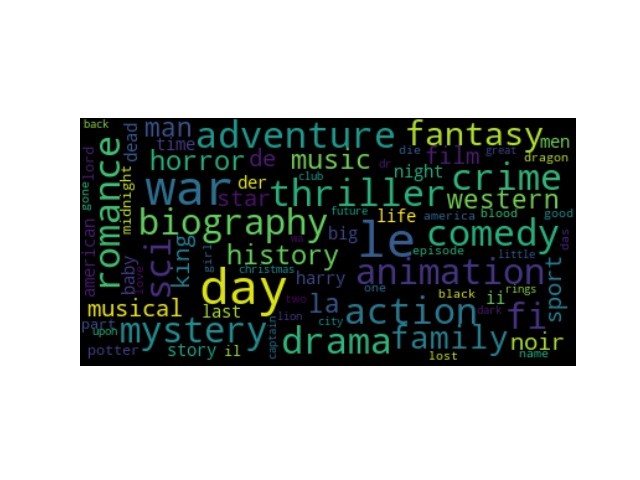 back
dead
man
time
adventure
fantasy
men
lord
romance
horror
de
music
die
film
great
dragon
dr
night
crime
gone
midnight
war
der
star
club
thriller
western
biography
future
life
america
blood
good
american
sci
king
girl
history
wa
big
le
episode
comedy
das
baby
love
christmas
harry
animation
little
day
two
one
black
rings
ii
sport
musical
last
la
action
dark
fi
part
upon
mystery
captain
lion
city
drama
family
noir
potter
story
il
lost
name